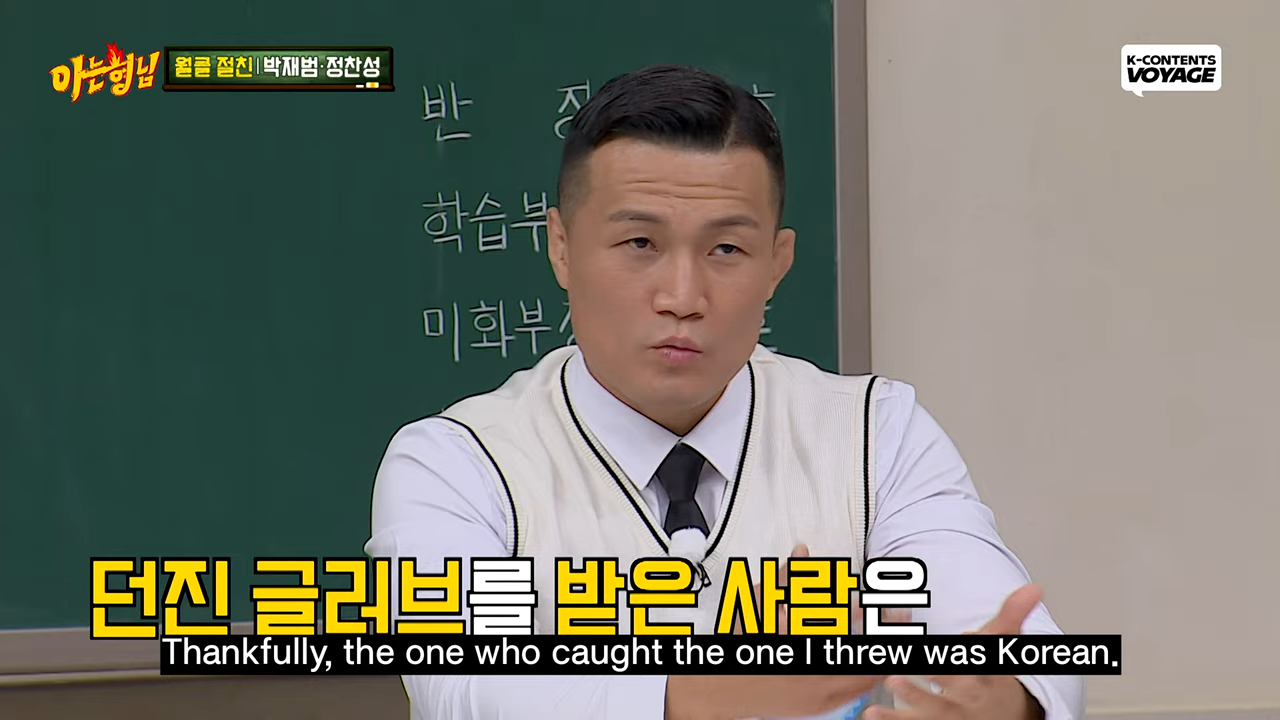 아는형님
월클 절친 | 박재범·정찬성
K-CONTENTS
VOYAGE
반
학습부
미화부
던진 글러브를 받은 사람은
Thankfully, the one who caught the one I threw was Korean.